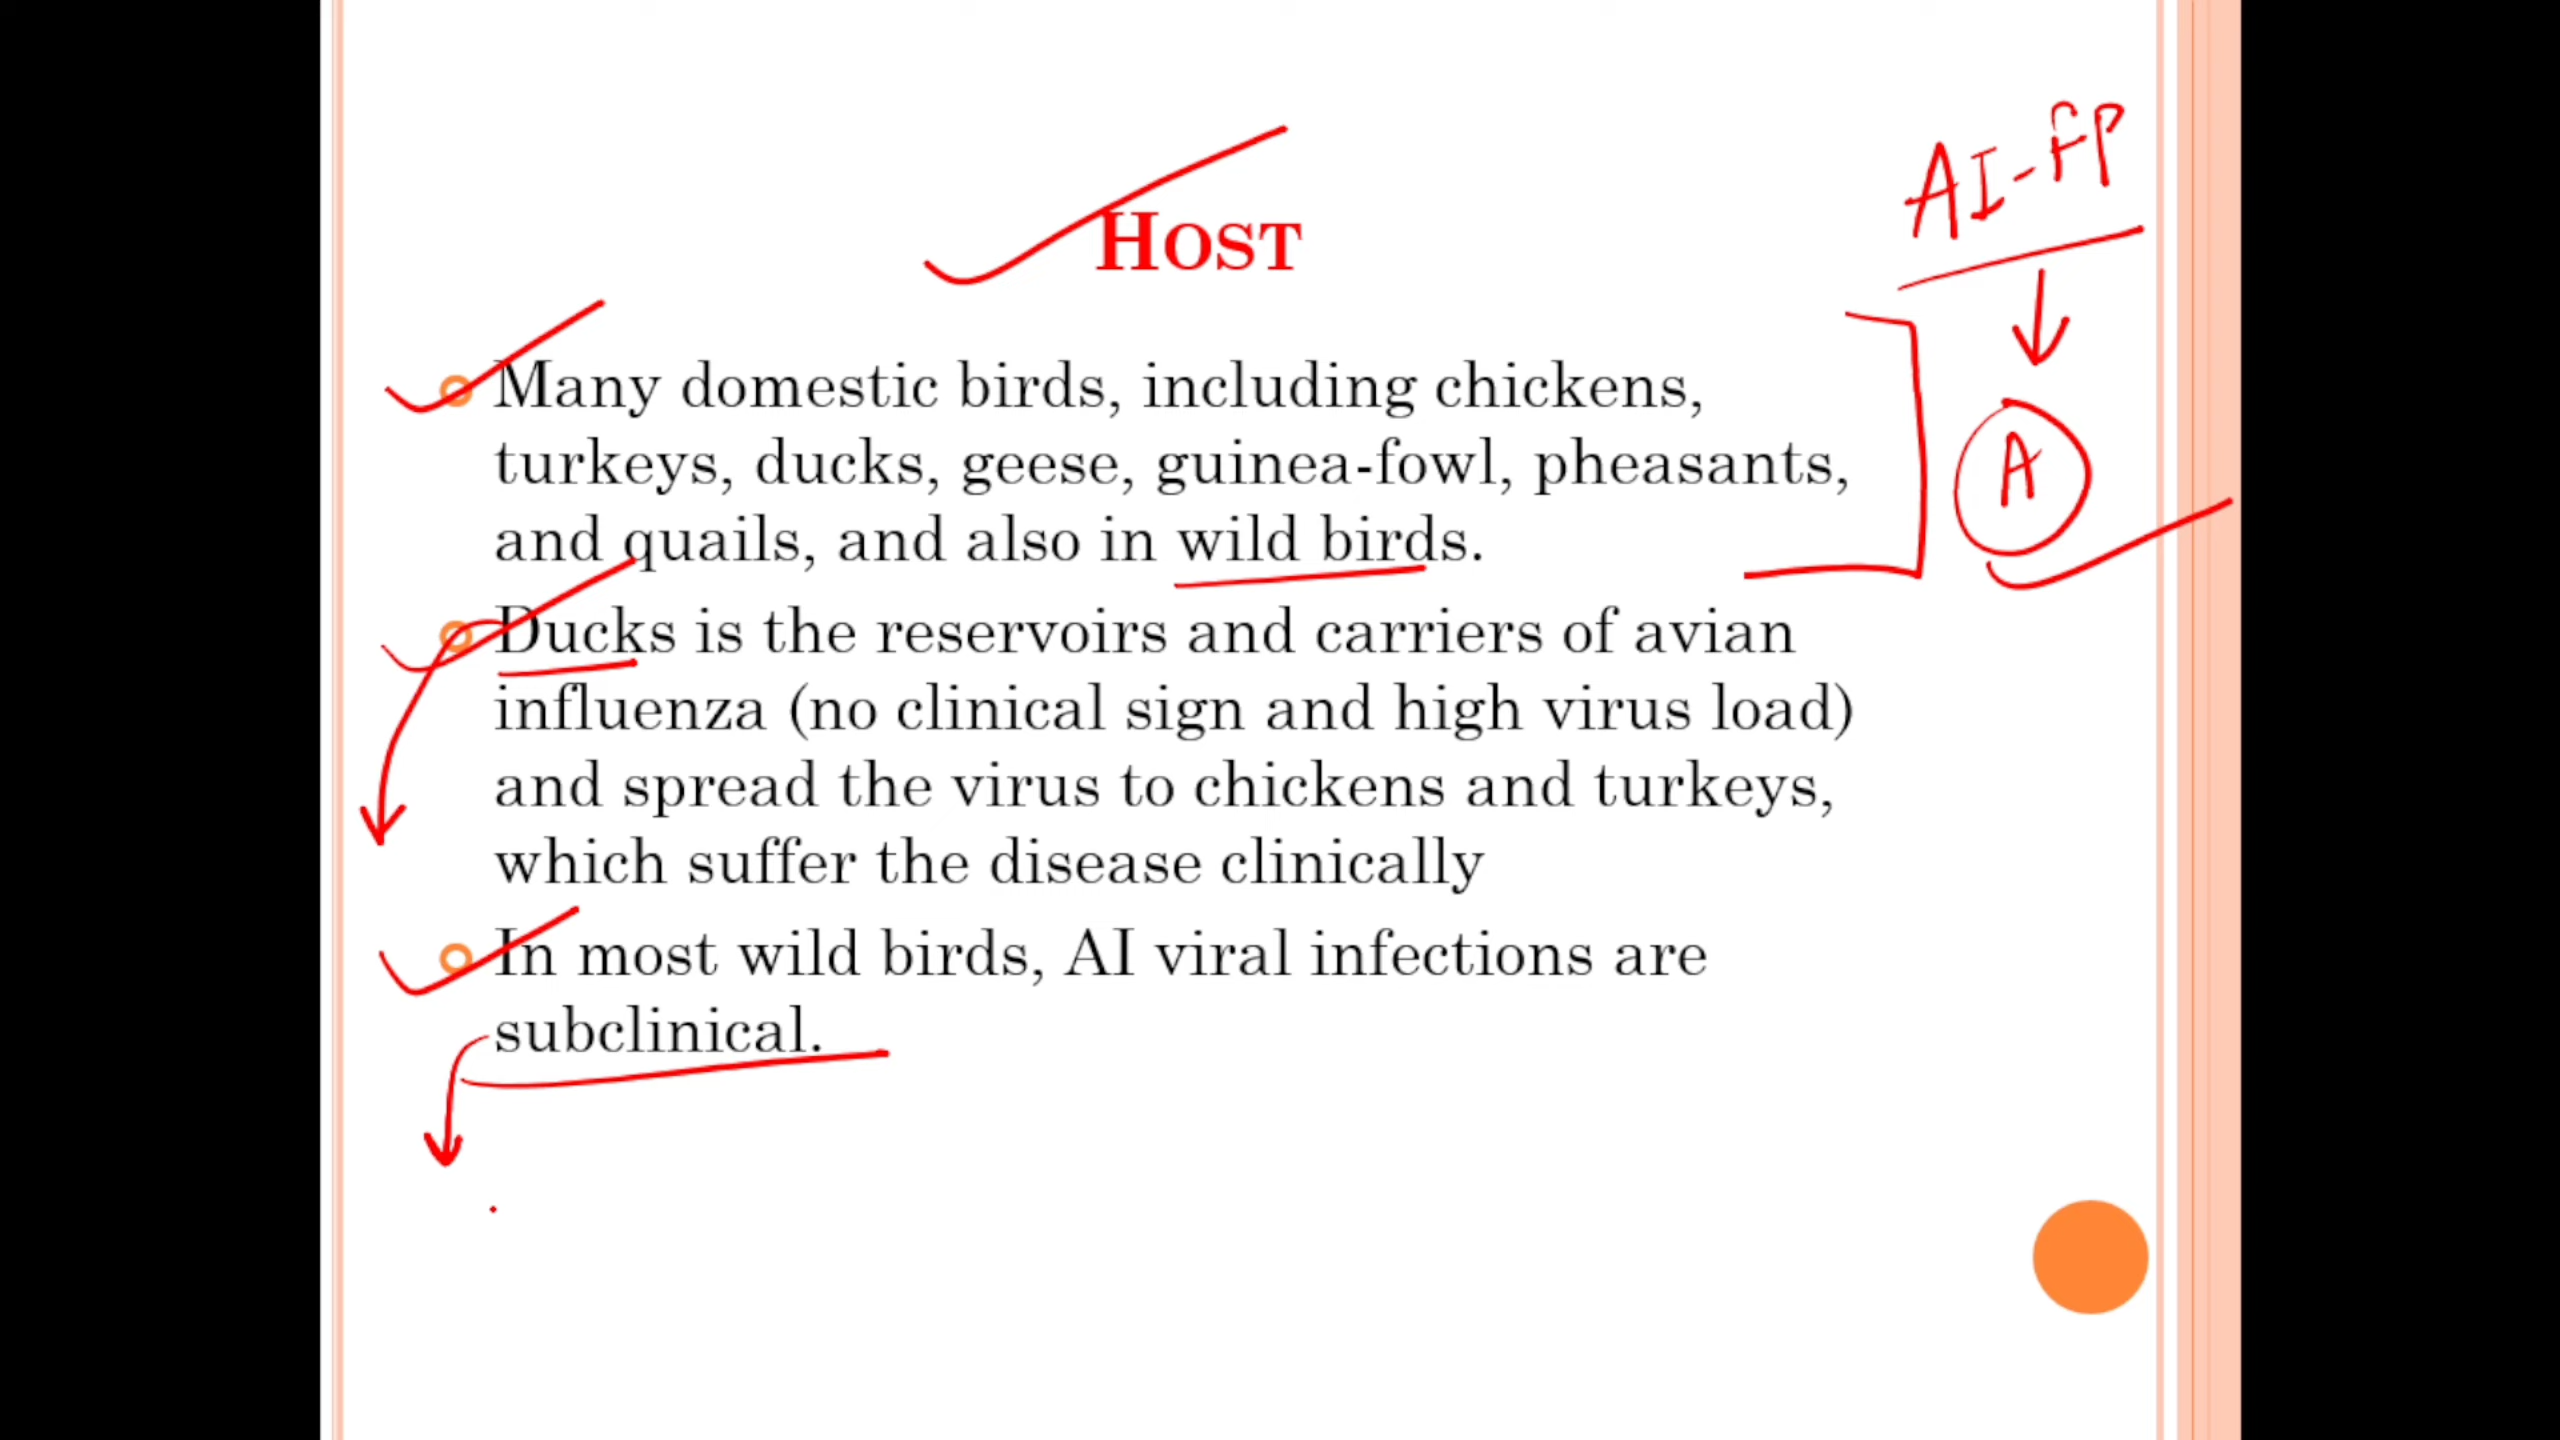 AI-FP
HOST
A
Many domestic birds, including chickens,
turkeys, ducks, geese, guinea-fowl, pheasants,
and quails, and also in wild birds.
Ducks is the reservoirs and carriers of avian
influenza (no clinical sign and high virus load)
and spread the virus to chickens and turkeys,
which suffer the disease clinically
In most wild birds, AI viral infections are
subclinical.